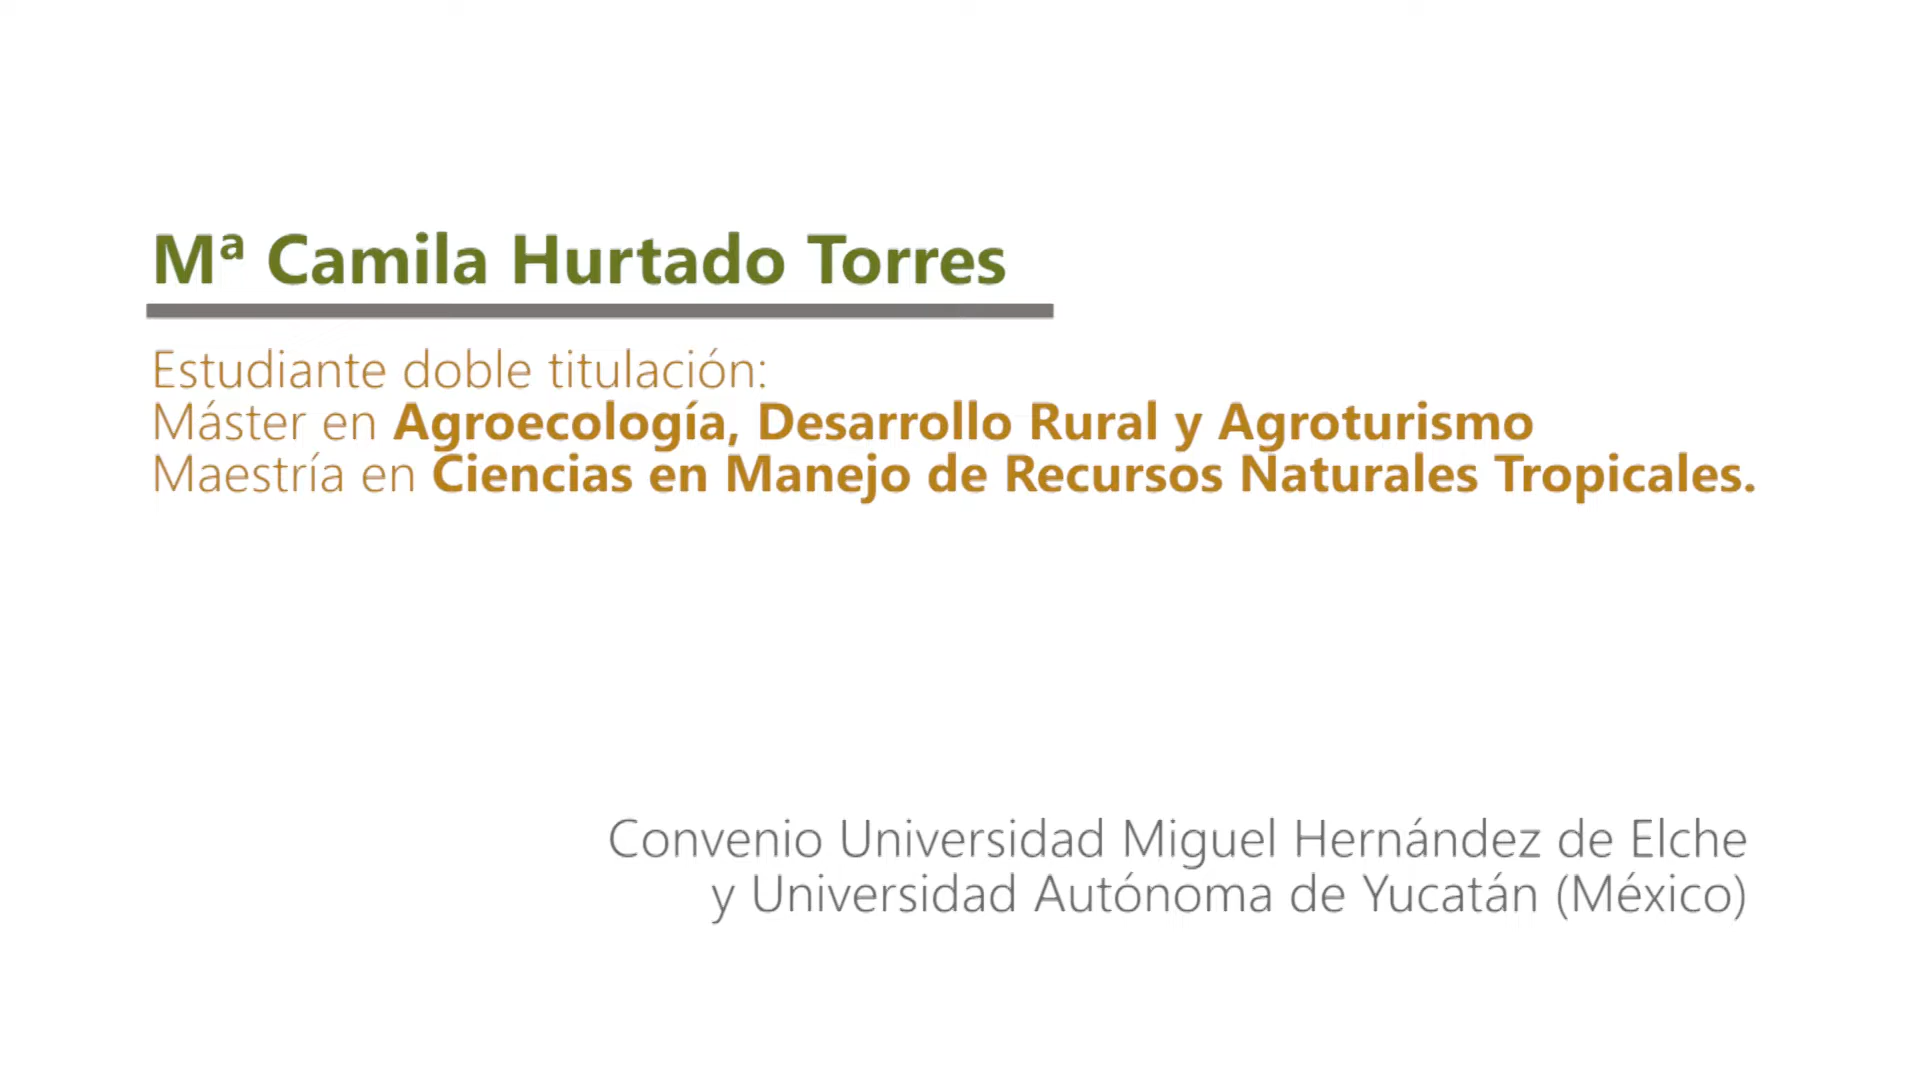 Mª Camila Hurtado Torres
Estudiante doble titulación:
Máster en Agroecología, Desarrollo Rural y Agroturismo
Maestría en Ciencias en Manejo de Recursos Naturales Tropicales.
Convenio Universidad Miguel Hernández de Elche
y Universidad Autónoma de Yucatán (México)